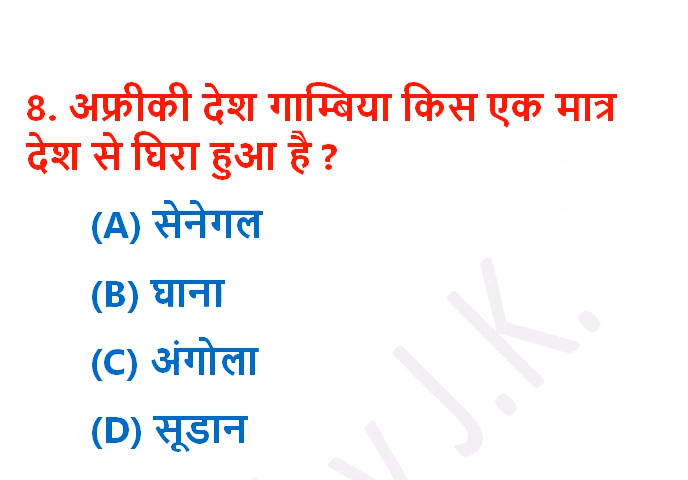 8. अफ्रीकी देश गाम्बिया किस एक मात्र
देश से घिरा हुआ है ?
(A) सेनेगल
(B) घाना
(C) अंगोला
(D) सूडान
y J.K.